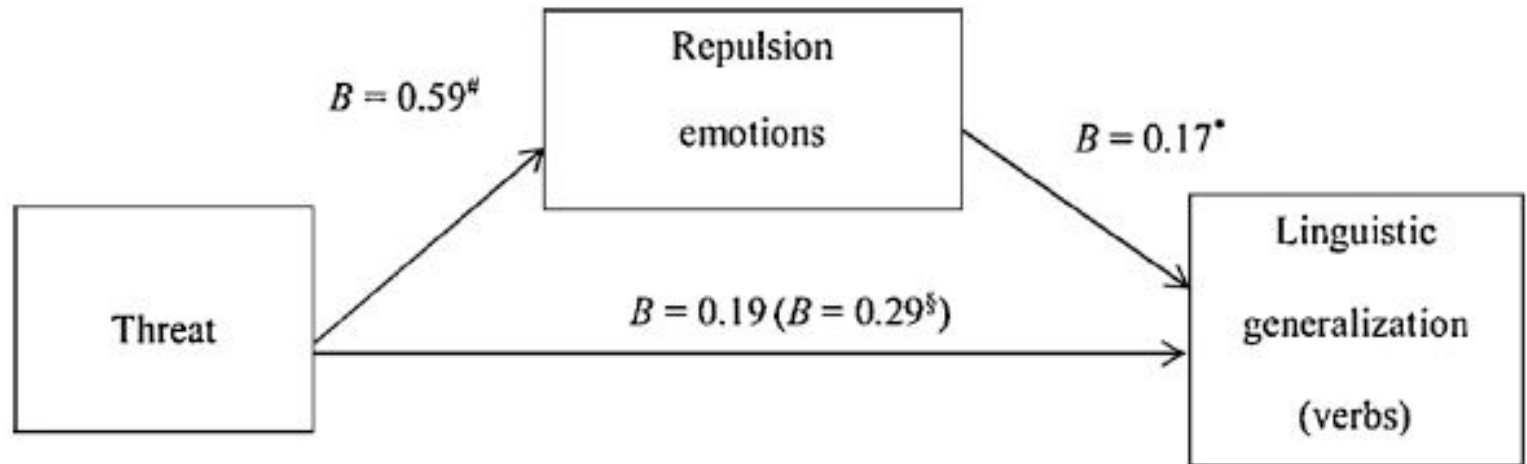 Repulsion
emotions
B = 0.59#
B = 0.17*
Threat
B = 0.19 (B = 0.29§)
Linguistic
generalization
(verbs)